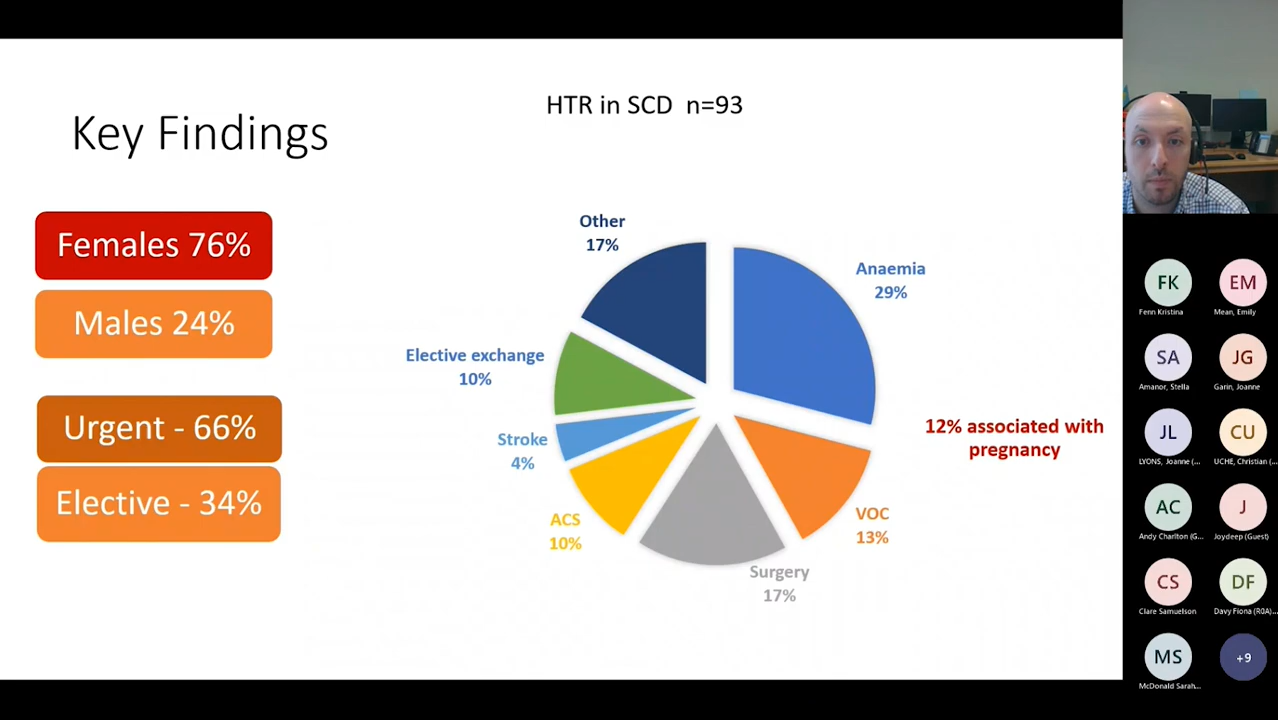 HTR in SCD n=93
Key Findings
Females 76%
Males 24%
Urgent - 66%
Elective - 34%
Other
17%
Anaemia
29%
Elective exchange
10%
12% associated with
pregnancy
Stroke
4%
VOC
13%
ACS
10%
Surgery
17%
FK
Fenn Kristina
EM
Mean, Emily
SA
Amanor, Stella
JG
Garin, Joanne
JL
LYONS, Joanne (...
CU
UCHE, Christian (...
AC
Andy Charlton (G...
J
Joydeep (Guest)
CS
Clare Samuelson
DF
Davy Fiona (R0A)...
MS
McDonald Sarah...
+9